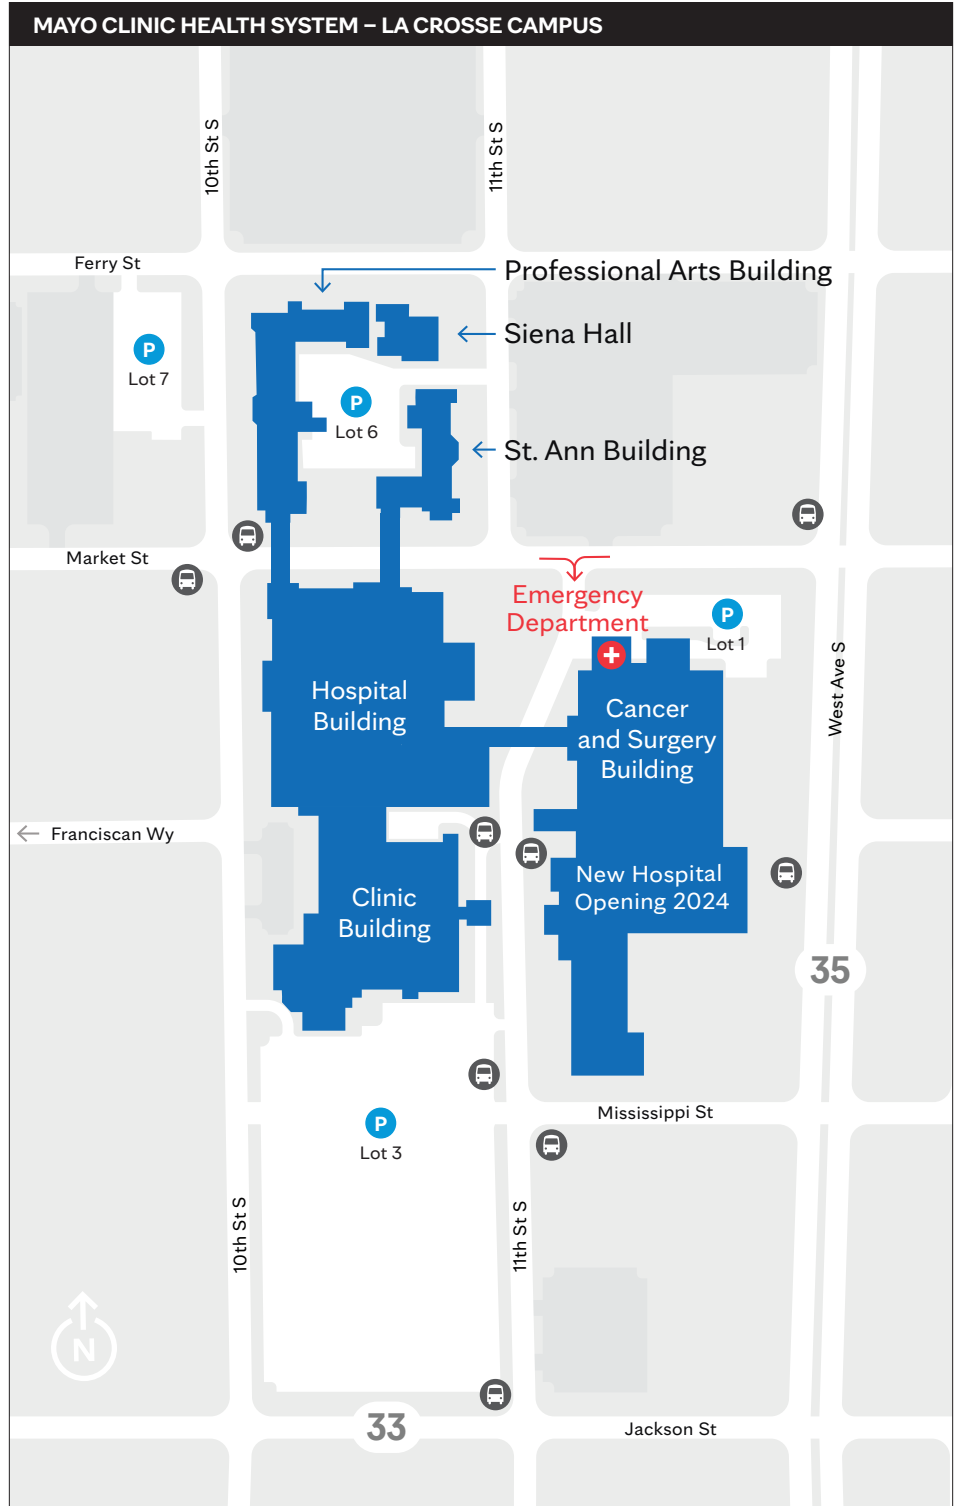 MAYO CLINIC HEALTH SYSTEM – LA CROSSE CAMPUS
10th St S
11th St S
Ferry St
Professional Arts Building
Siena Hall
P
Lot 7
P
Lot 6
St. Ann Building
Market St
Emergency
Department
P
Lot 1
Hospital
Building
Cancer
and Surgery
Building
West Ave S
Franciscan Wy
Clinic
Building
New Hospital
Opening 2024
35
P
Lot 3
Mississippi St
10th St S
11th St S
N
33
Jackson St